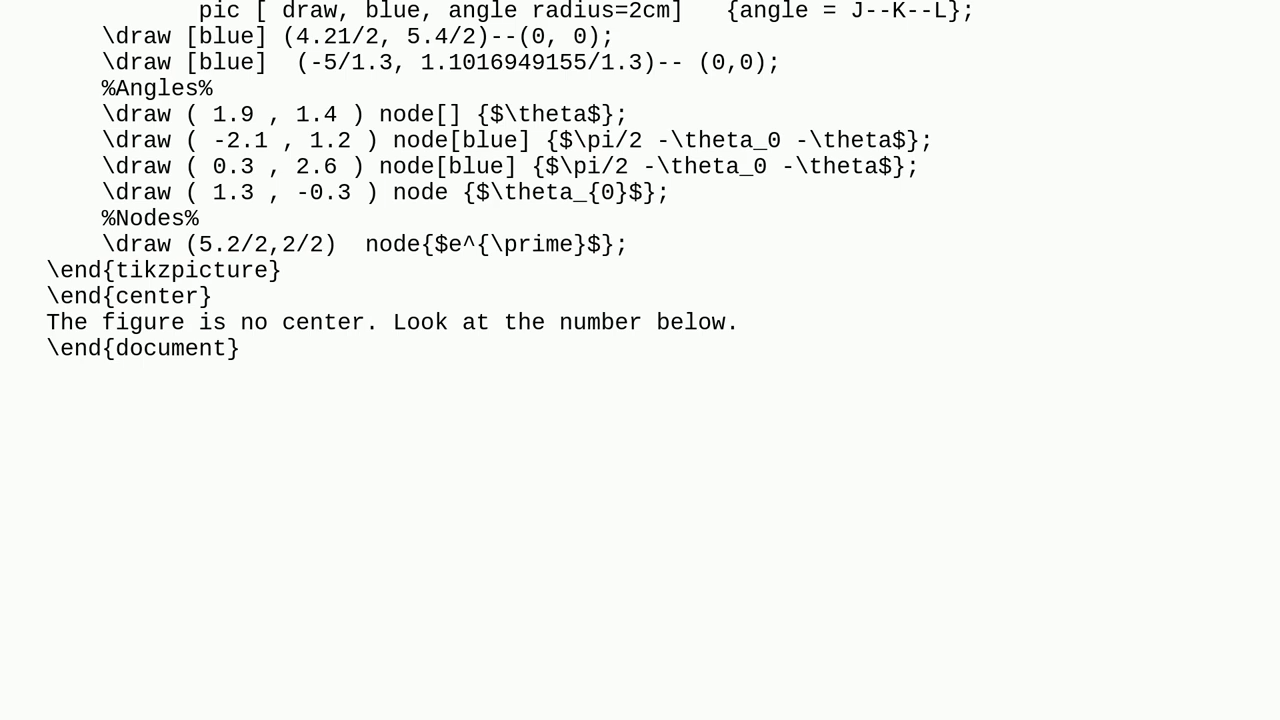 pic [ draw, blue, angle radius=2cm]   {angle = J--K--L};
\draw [blue] (4.21/2, 5.4/2)--(0, 0);
\draw [blue]  (-5/1.3, 1.1016949155/1.3)-- (0,0);
%Angles%
\draw ( 1.9 , 1.4 ) node[] {$\theta$};
\draw ( -2.1 , 1.2 ) node[blue] {$\pi/2 -\theta_0 -\theta$};
\draw ( 0.3 , 2.6 ) node[blue] {$\pi/2 -\theta_0 -\theta$};
\draw ( 1.3 , -0.3 ) node {$\theta_{0}$};
%Nodes%
\draw (5.2/2,2/2)  node{$e^{\prime}$};
\end{tikzpicture}
\end{center}
The figure is no center. Look at the number below.
\end{document}